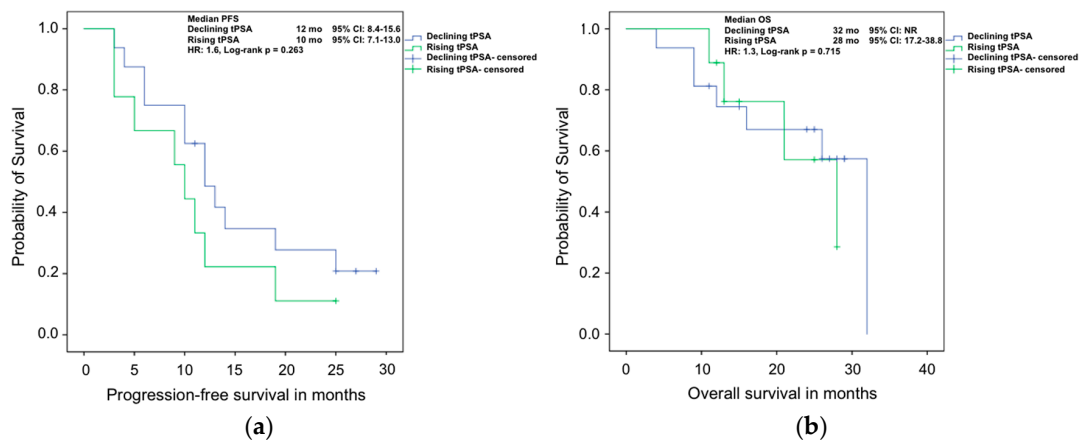 Median PFS
Declining tPSA 12 mo 95% CI: 8.4-15.6
Rising tPSA 10 mo 95% CI: 7.1-13.0
HR: 1.6, Log-rank p = 0.263
Declining tPSA
Rising tPSA
Declining tPSA- censored
Rising tPSA- censored
1.0
0.8
0.6
0.4
0.2
0.0
Probability of Survival
0 5 10 15 20 25 30
Progression-free survival in months
(a)
Median OS
Declining tPSA 32 mo 95% CI: NR
Rising tPSA 28 mo 95% CI: 17.2-38.8
HR: 1.3, Log-rank p = 0.715
Declining tPSA
Rising tPSA
Declining tPSA- censored
Rising tPSA- censored
1.0
0.8
0.6
0.4
0.2
0.0
Probability of Survival
0 10 20 30 40
Overall survival in months
(b)